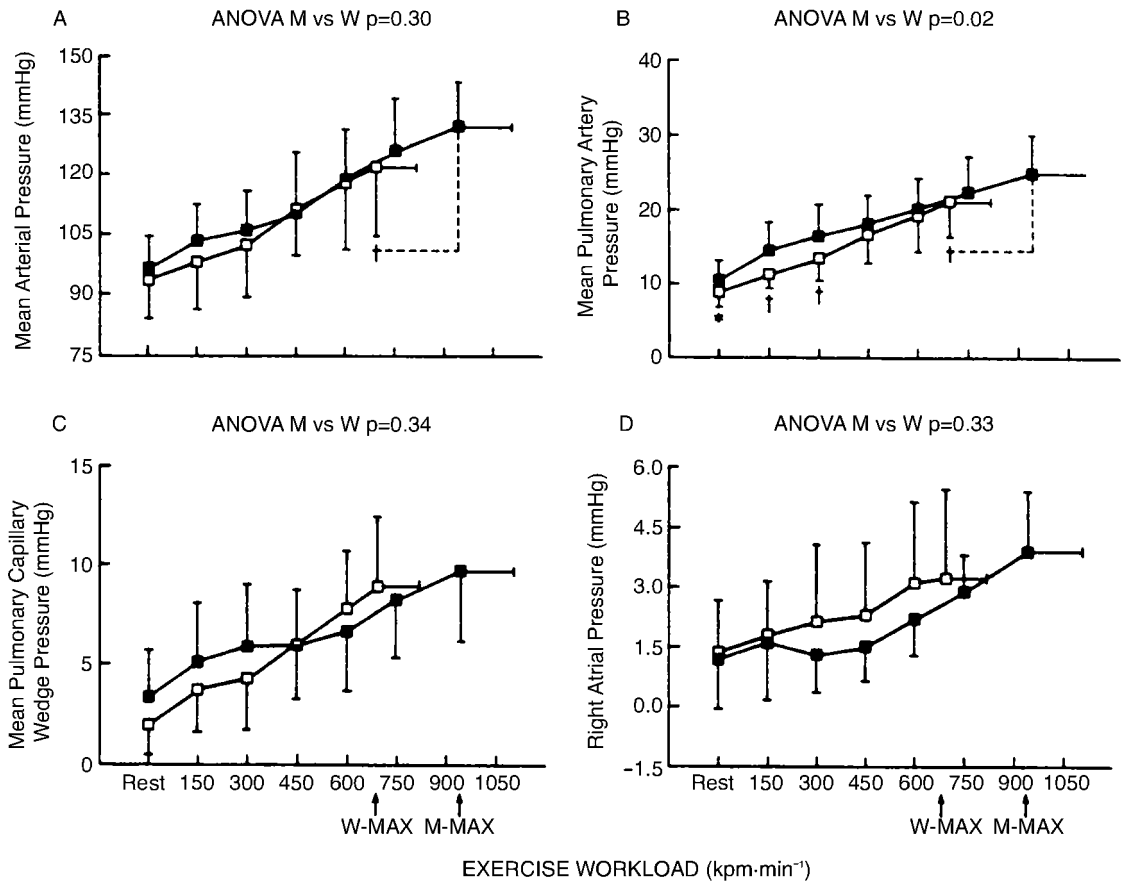 A
ANOVA M vs W p=0.30
Mean Arterial Pressure (mmHg)
150
135
120
105
90
75
†
B
ANOVA M vs W p=0.02
Mean Pulmonary Artery
Pressure (mmHg)
40
30
20
10
0
*
†
†
†
C
ANOVA M vs W p=0.34
Mean Pulmonary Capillary
Wedge Pressure (mmHg)
15
10
5
0
Rest 150 300 450 600 750 900 1050
W-MAX M-MAX
D
ANOVA M vs W p=0.33
Right Atrial Pressure (mmHg)
6.0
4.5
3.2
1.5
0.0
−1.5
Rest 150 300 450 600 750 900 1050
W-MAX M-MAX
EXERCISE WORKLOAD (kpm·min⁻¹)